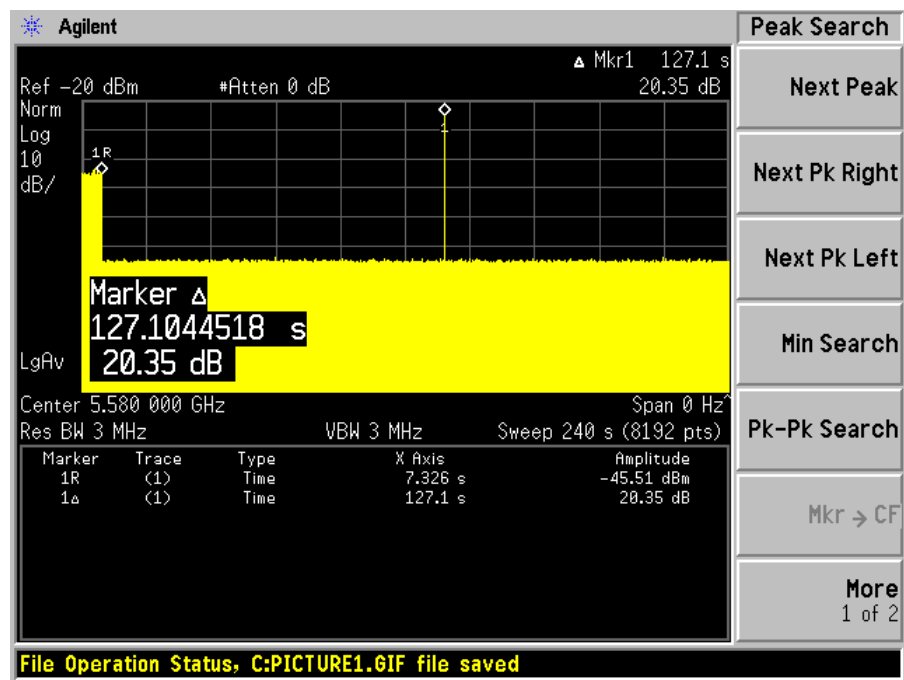 Agilent
Peak Search
Δ Mkr1 127.1 s
Ref -20 dBm #Atten 0 dB 20.35 dB
Norm
Log
10
dB/
1R
1
Marker Δ
127.1044518 s
20.35 dB
LgAv
Center 5.580 000 GHz Span 0 Hz^
Res BW 3 MHz VBW 3 MHz Sweep 240 s (8192 pts)
Marker Trace Type X Axis Amplitude
1R (1) Time 7.326 s -45.51 dBm
1Δ (1) Time 127.1 s 20.35 dB
Next Peak
Next Pk Right
Next Pk Left
Min Search
Pk-Pk Search
Mkr → CF
More
1 of 2
File Operation Status, C:PICTURE1.GIF file saved